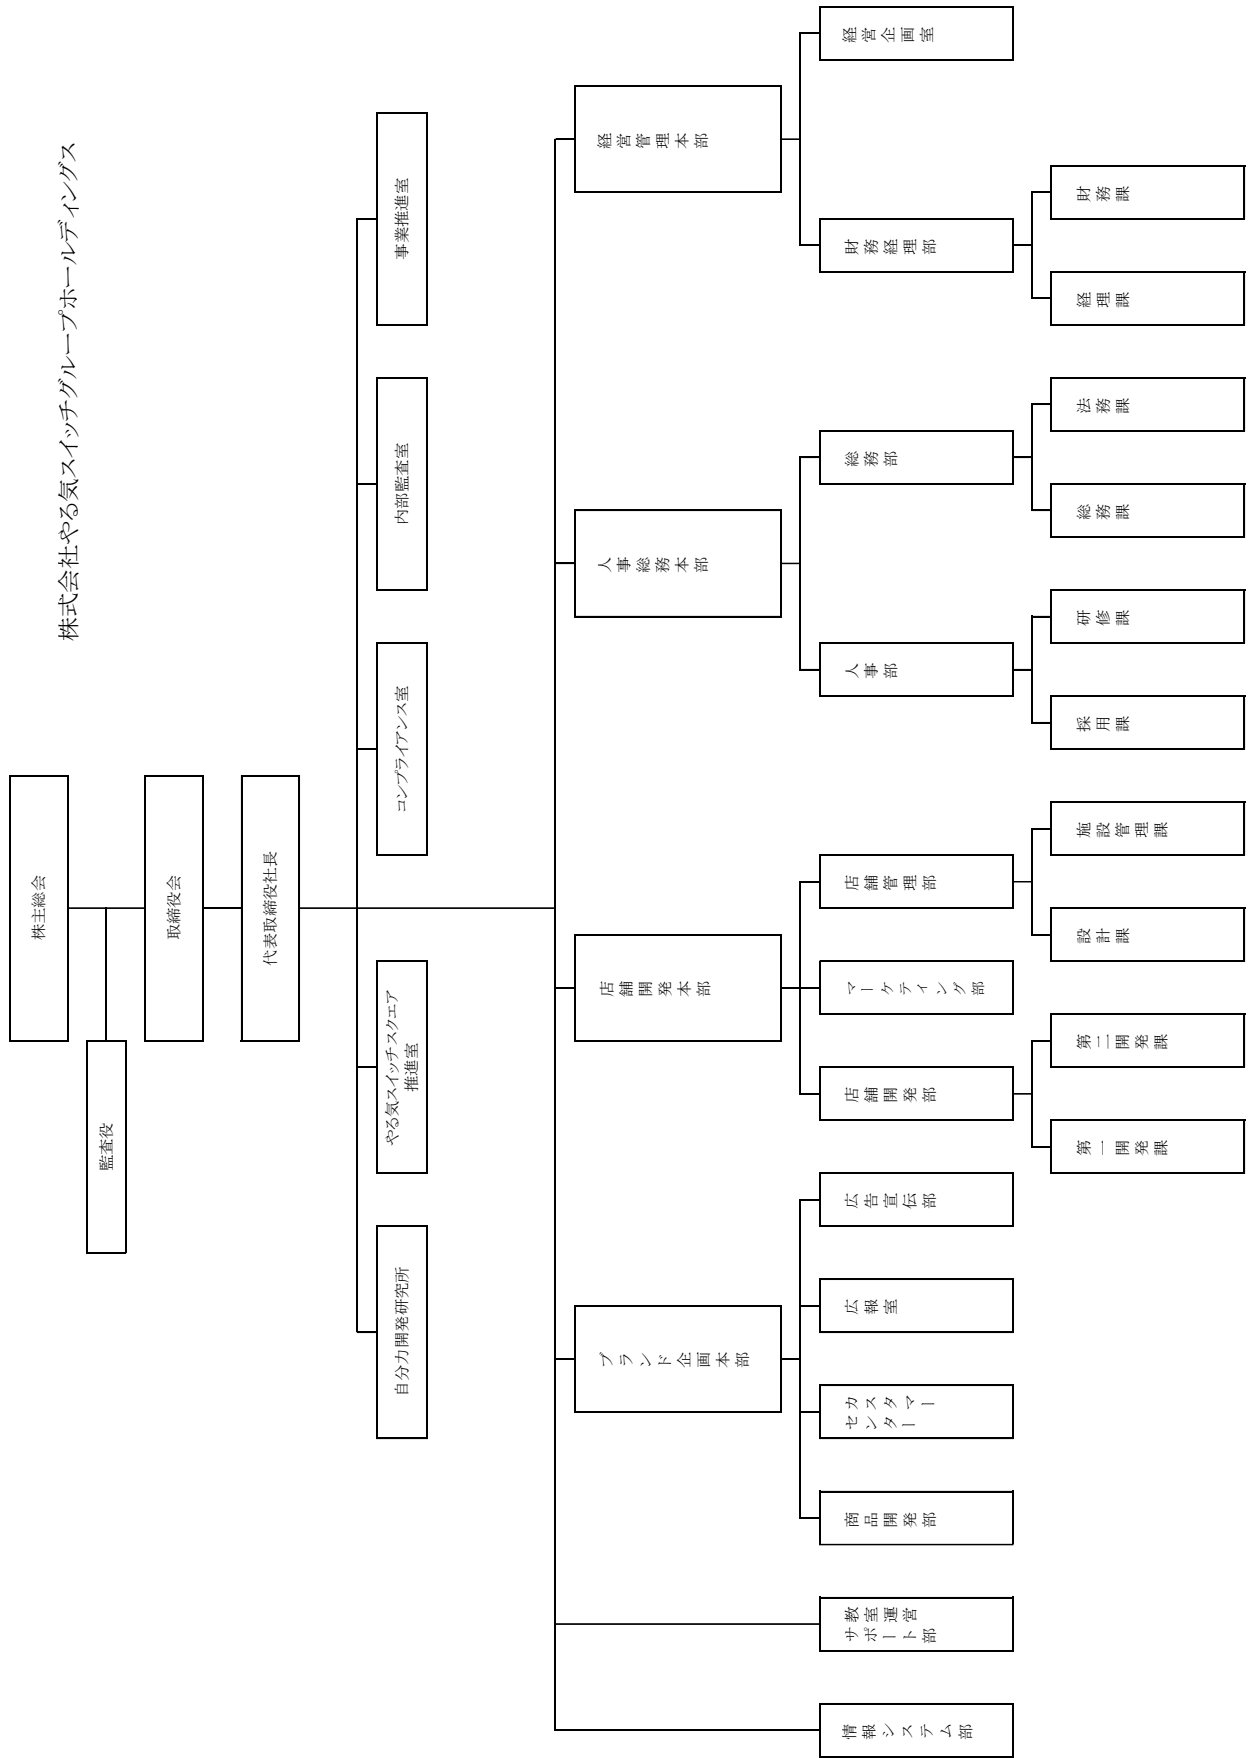 株式会社やる気スイッチグループホールディングス
株主総会
監査役
取締役会
代表取締役社長
自分力開発研究所
やる気スイッチスクエア
推進室
コンプライアンス室
内部監査室
事業推進室
情報システム部
教室運営
サポート部
ブランド企画本部
商品開発部
カスタマー
センター
広報室
広告宣伝部
店舗開発本部
店舗開発部
第一開発課
第二開発課
マーケティング部
店舗管理部
設計課
施設管理課
人事総務本部
人事部
採用課
研修課
総務部
総務課
法務課
経営管理本部
財務経理部
経理課
財務課
経営企画室